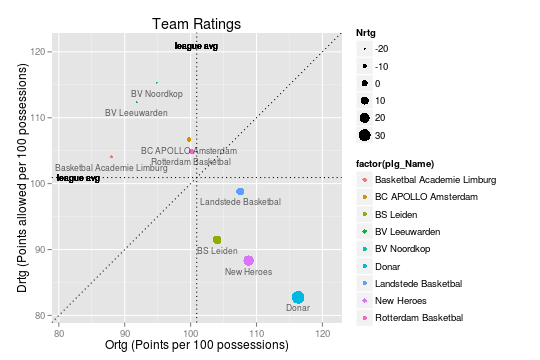 Team Ratings
Drtg (Points allowed per 100 possessions)
120
110
100
90
80
league avg
BV Noordkop
BV Leeuwarden
BC APOLLO Amsterdam
Rotterdam Basketbal
Basketbal Academie Limburg
league avg
Landstede Basketbal
BS Leiden
New Heroes
Donar
80
90
100
110
120
Ortg (Points per 100 possessions)
Nrtg
-20
-10
0
10
20
30
factor(plg_Name)
Basketbal Academie Limburg
BC APOLLO Amsterdam
BS Leiden
BV Leeuwarden
BV Noordkop
Donar
Landstede Basketbal
New Heroes
Rotterdam Basketbal